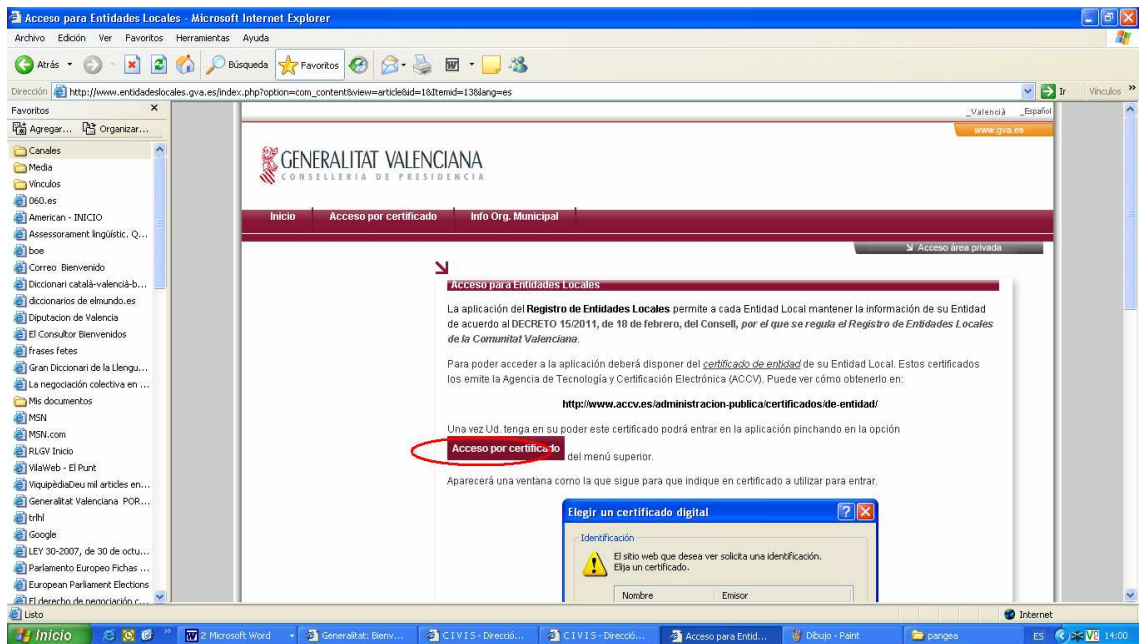 Acceso para Entidades Locales - Microsoft Internet Explorer
Archivo Edición Ver Favoritos Herramientas Ayuda
Atrás Búsqueda Favoritos
Dirección http://www.entidadeslocales.gva.es/index.php?option=com_content&view=article&id=1&Itemid=13&lang=es Ir Vínculos »
Favoritos ×
Agregar... Organizar...
Canales
Media
Vínculos
060.es
American - INICIO
Assessorament lingüístic. Q...
boe
Correo Bienvenido
Diccionari català-valencià-b...
diccionarios de elmundo.es
Diputacion de Valencia
El Consultor Bienvenidos
frases fetes
Gran Diccionari de la Llengu...
La negociación colectiva en ...
Mis documentos
MSN
MSN.com
RLGV Inicio
VilaWeb - El Punt
ViquipèdiaDeu mil articles en...
Generalitat Valenciana POR...
trlhl
Google
LEY 30-2007, de 30 de octu...
Parlamento Europeo Fichas ...
European Parliament Elections
El derecho de negociación c...
_Valencià _Español
www.gva.es
GENERALITAT VALENCIANA
CONSELLERIA DE PRESIDENCIA
Inicio Acceso por certificado Info Org. Municipal
Acceso área privada
Acceso para Entidades Locales
La aplicación del Registro de Entidades Locales permite a cada Entidad Local mantener la información de su Entidad
de acuerdo al DECRETO 15/2011, de 18 de febrero, del Consell, por el que se regula el Registro de Entidades Locales
de la Comunitat Valenciana.
Para poder acceder a la aplicación deberá disponer del certificado de entidad de su Entidad Local. Estos certificados
los emite la Agencia de Tecnología y Certificación Electrónica (ACCV). Puede ver cómo obtenerlo en:
http://www.accv.es/administracion-publica/certificados/de-entidad/
Una vez Ud. tenga en su poder este certificado podrá entrar en la aplicación pinchando en la opción
Acceso por certificado del menú superior.
Aparecerá una ventana como la que sigue para que indique en certificado a utilizar para entrar.
Elegir un certificado digital
Identificación
El sitio web que desea ver solicita una identificación.
Elija un certificado.
Nombre Emisor
Listo Internet
Inicio » 2 Microsoft Word Generalitat: Bienv... C I V I S - Direcció... C I V I S - Direcció... Acceso para Entid... Dibujo - Paint pangea ES 14:00